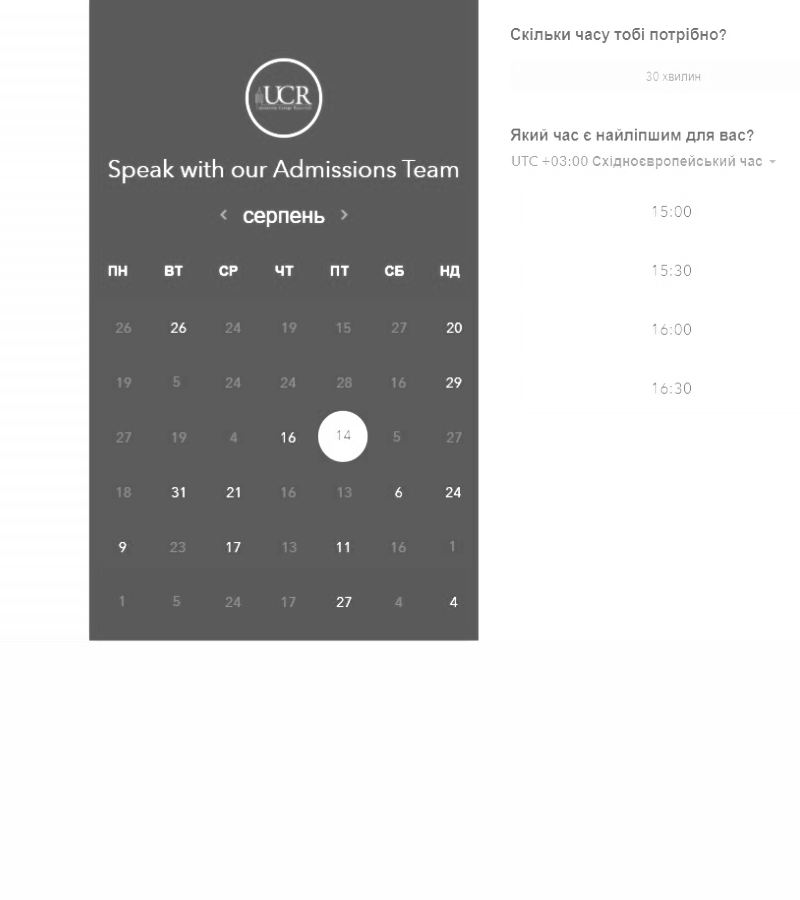 UCR
Speak with our Admissions Team
серпень
ПН ВТ СР ЧТ ПТ СБ НД
26 26 24 19 15 27 20
19 5 24 24 28 16 29
27 19 4 16 14 5 27
18 31 21 16 13 6 24
9 23 17 13 11 16 1
1 5 24 17 27 4 4
Скільки часу тобі потрібно?
30 хвилин
Який час є найліпшим для вас?
UTC +03:00 Східноєвропейський час
15:00
15:30
16:00
16:30